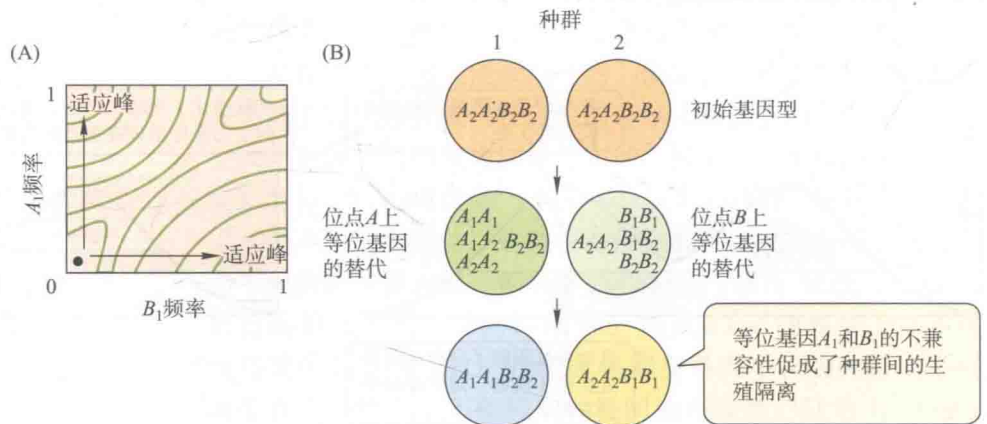 (A)
1
适应峰
A₁频率
适应峰
0
1
B₁频率
(B)
种群
1
2
A₂A₂B₂B₂
A₂A₂B₂B₂
初始基因型
位点A上
等位基因
的替代
A₁A₁
A₁A₂ B₂B₂
A₂A₂
B₁B₁
A₂A₂ B₁B₂
B₂B₂
位点B上
等位基因
的替代
A₁A₁B₂B₂
A₂A₂B₁B₁
等位基因A₁和B₁的不兼
容性促成了种群间的生
殖隔离